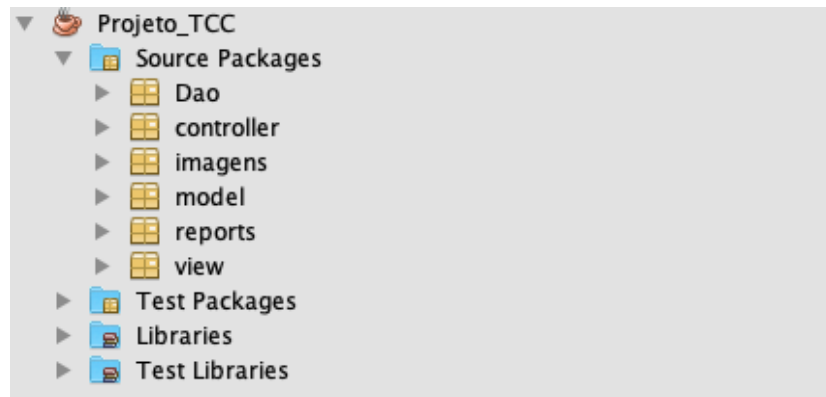 Projeto_TCC
Source Packages
Dao
controller
imagens
model
reports
view
Test Packages
Libraries
Test Libraries